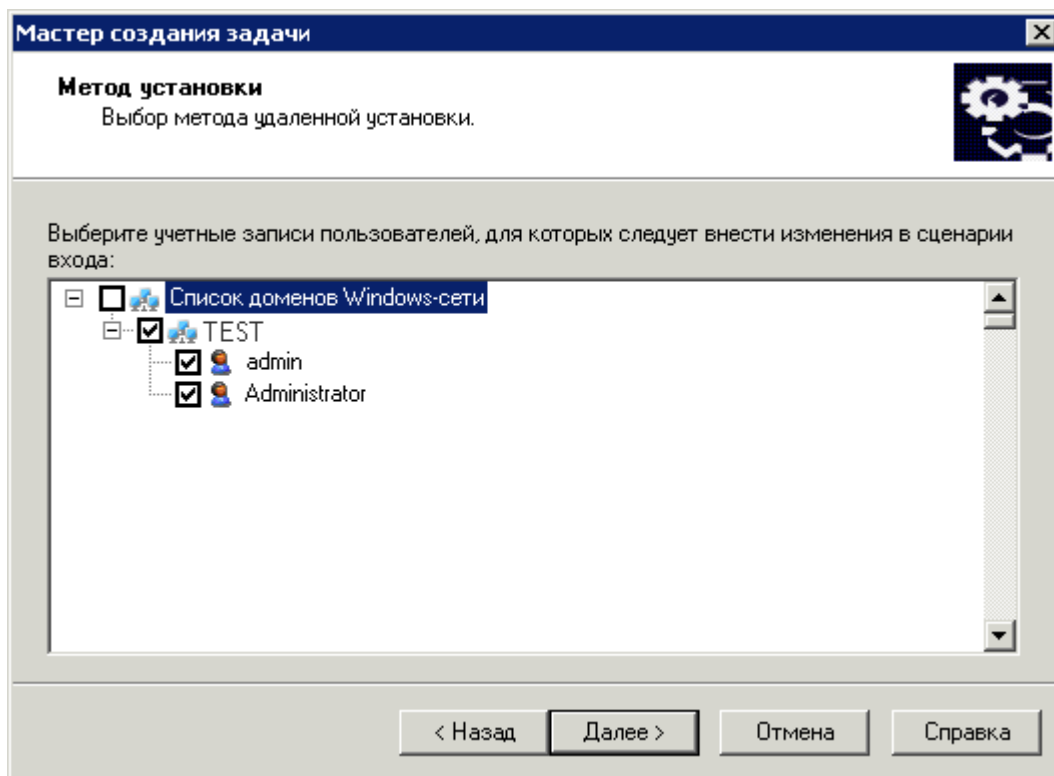 Мастер создания задачи
Метод установки
Выбор метода удаленной установки.
Выберите учетные записи пользователей, для которых следует внести изменения в сценарии
входа:
Список доменов Windows-сети
TEST
admin
Administrator
< Назад Далее > Отмена Справка